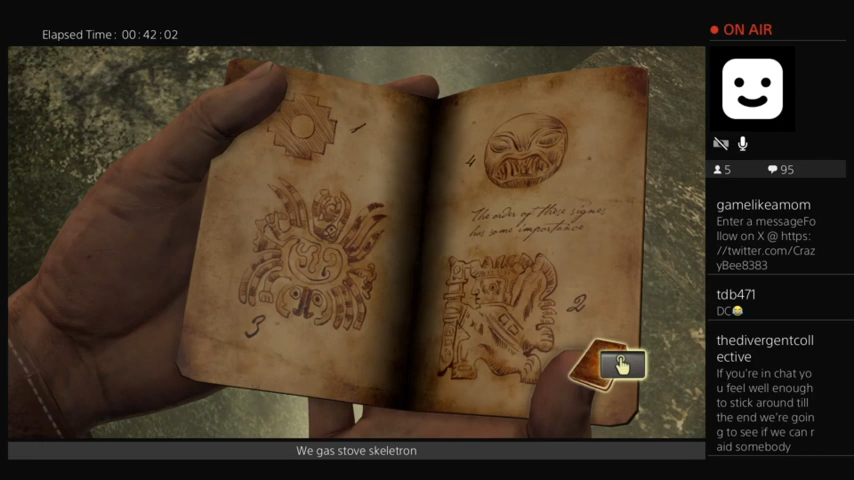 Elapsed Time: 00:42:02
ON AIR
5
95
gamelikeamom
Enter a messageFo
llow on X @ https:
//twitter.com/Craz
yBee8383
tdb471
DC😂
thedivergentcoll
ective
If you're in chat yo
u feel well enough
to stick around till
the end we're goin
g to see if we can r
aid somebody
1
4
The order of these signes
has some importance
3
2
We gas stove skeletron